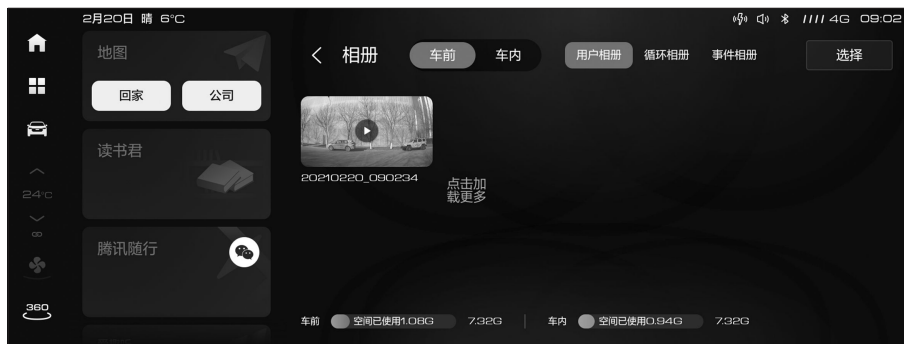 2月20日 晴 6°C
4G 09:02
地图
回家
公司
读书君
24°C
腾讯随行
360
相册
车前
车内
用户相册
循环相册
事件相册
选择
20210220_090234
点击加
载更多
车前 空间已使用1.08G 7.32G
车内 空间已使用0.94G 7.32G